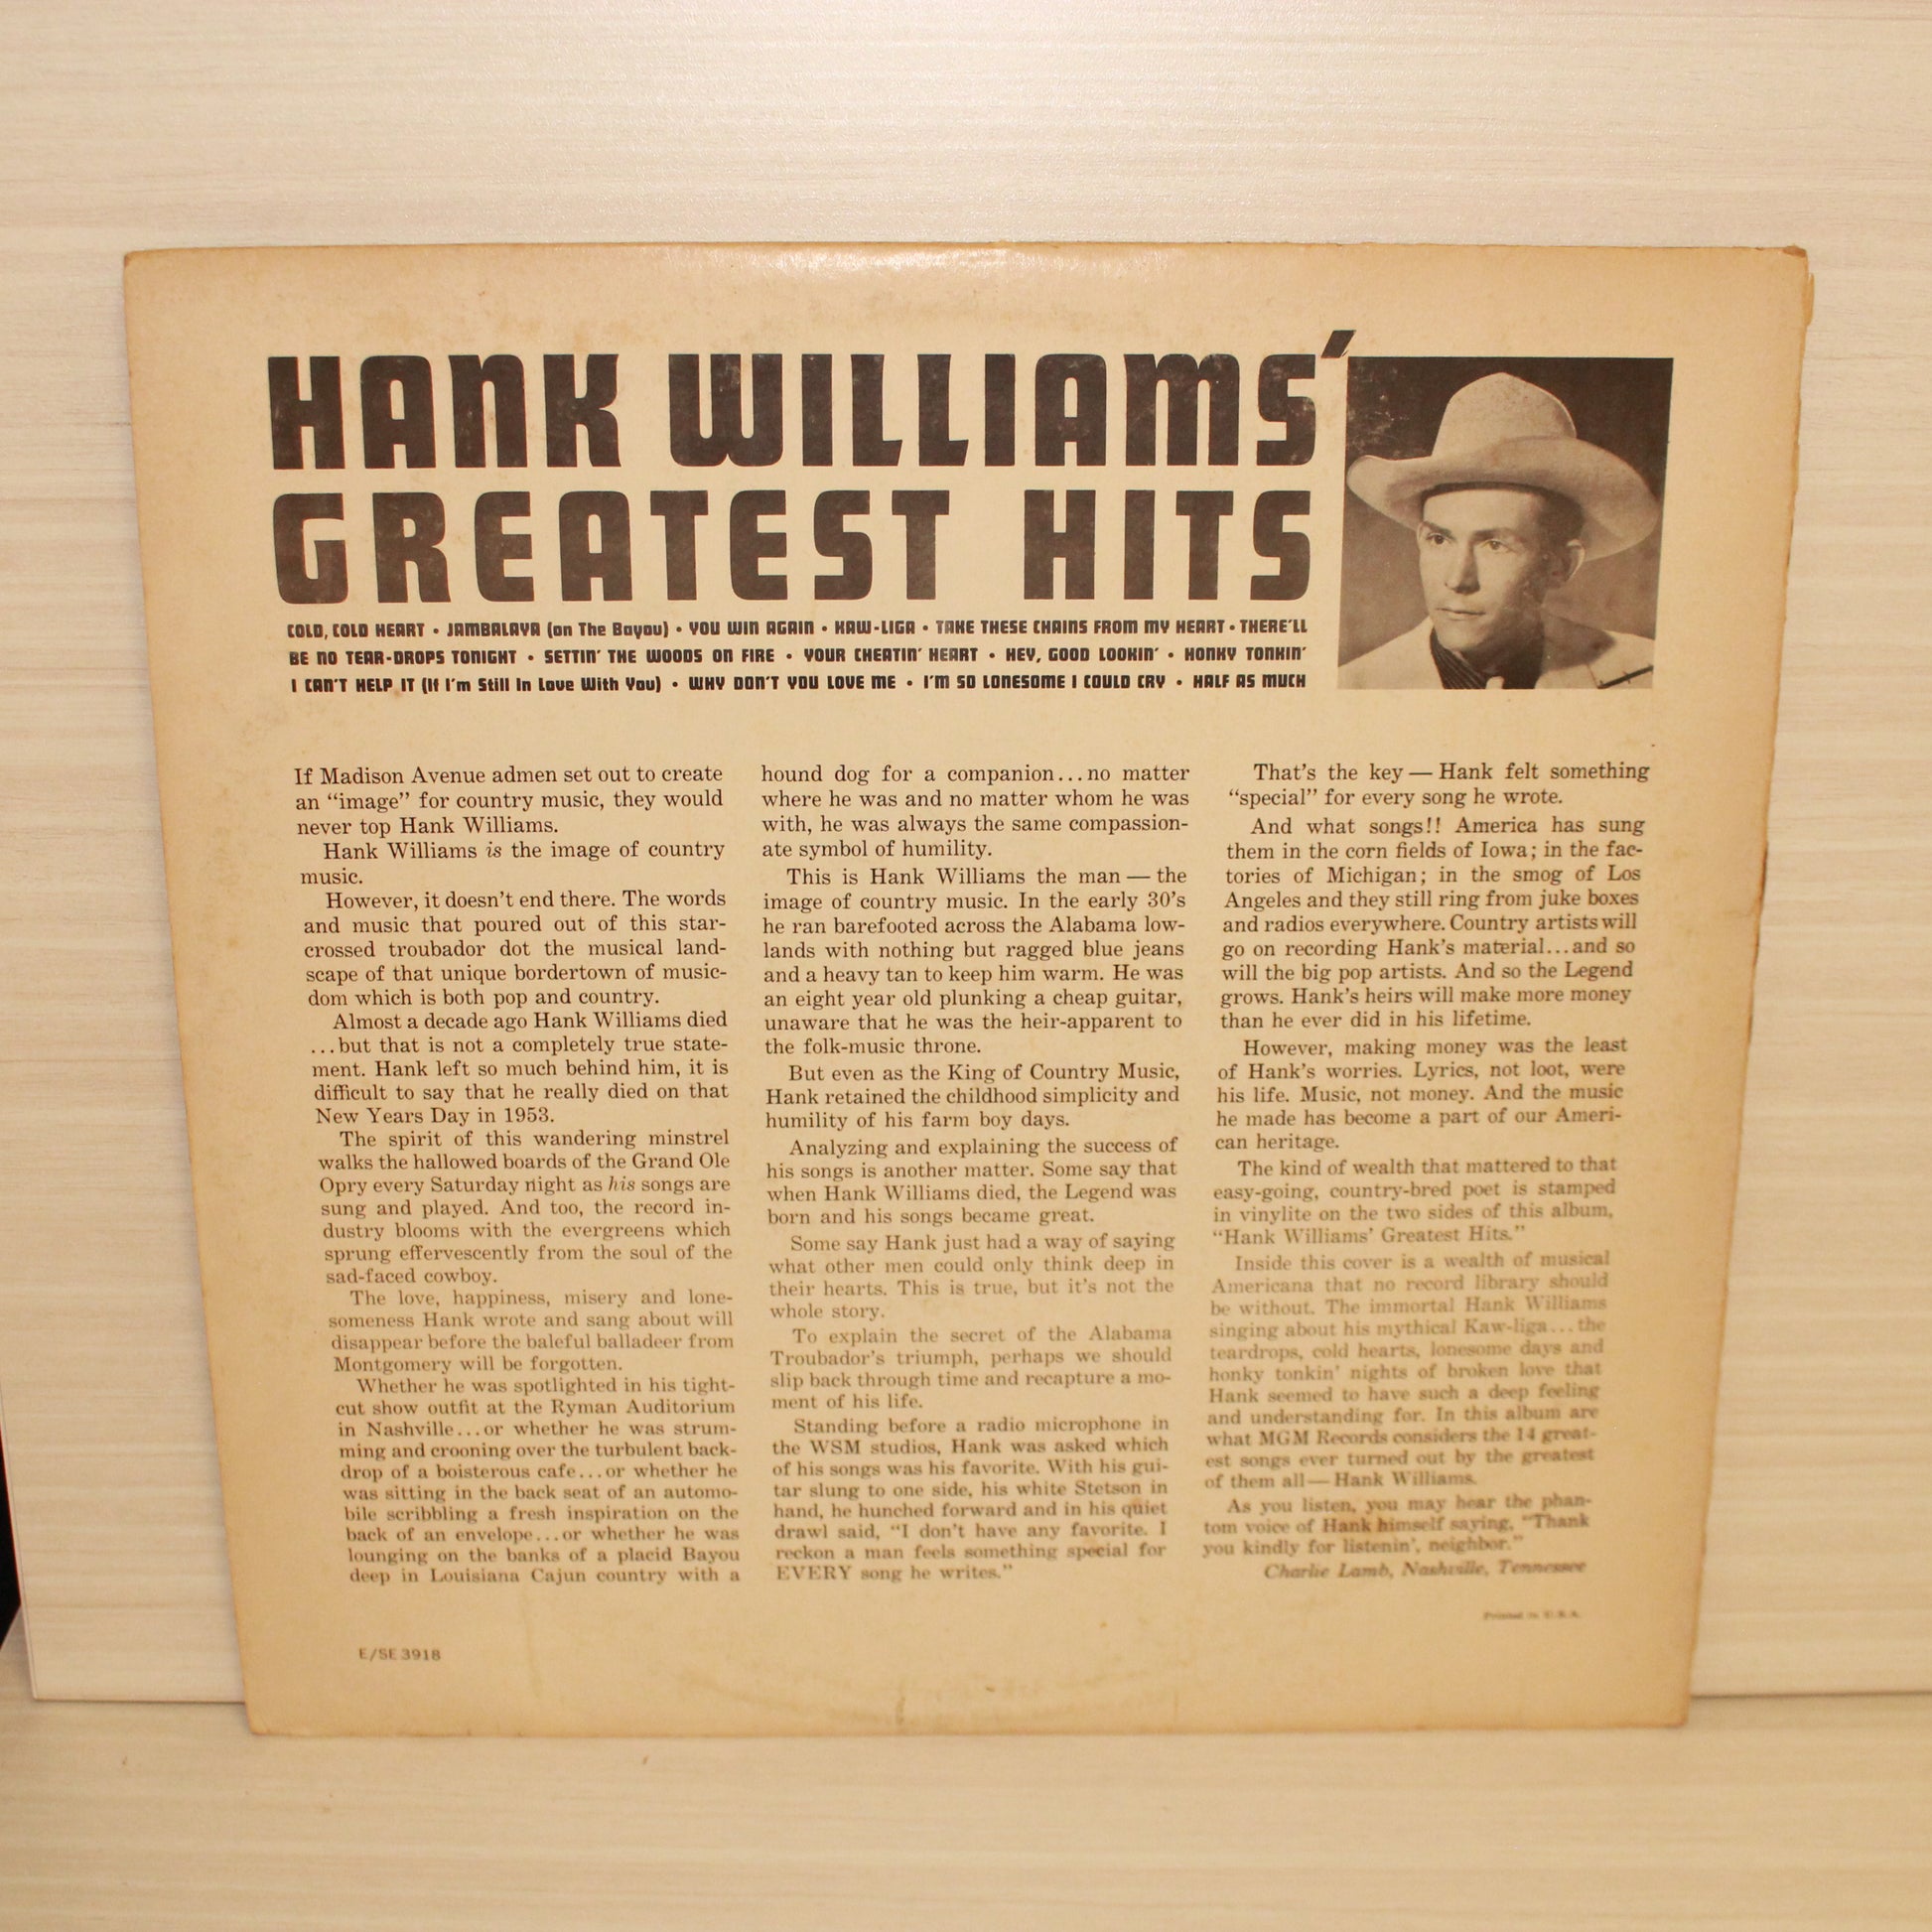 HANK WILLIAMS'
GREATEST HITS
COLD, COLD HEART • JAMBALAYA (on The Bayou) • YOU WIN AGAIN • KAW-LIGA • TAKE THESE CHAINS FROM MY HEART • THERE'LL
BE NO TEAR-DROPS TONIGHT • SETTIN' THE WOODS ON FIRE • YOUR CHEATIN' HEART • HEY, GOOD LOOKIN' • HONKY TONKIN'
I CAN'T HELP IT (If I'm Still In Love With You) • WHY DON'T YOU LOVE ME • I'M SO LONESOME I COULD CRY • HALF AS MUCH
If Madison Avenue admen set out to create
an “image” for country music, they would
never top Hank Williams.
Hank Williams is the image of country
music.
However, it doesn't end there. The words
and music that poured out of this star-
crossed troubador dot the musical land-
scape of that unique bordertown of music-
dom which is both pop and country.
Almost a decade ago Hank Williams died
...but that is not a completely true state-
ment. Hank left so much behind him, it is
difficult to say that he really died on that
New Years Day in 1953.
The spirit of this wandering minstrel
walks the hallowed boards of the Grand Ole
Opry every Saturday night as his songs are
sung and played. And too, the record in-
dustry blooms with the evergreens which
sprung effervescently from the soul of the
sad-faced cowboy.
The love, happiness, misery and lone-
someness Hank wrote and sang about will
disappear before the baleful balladeer from
Montgomery will be forgotten.
Whether he was spotlighted in his tight-
cut show outfit at the Ryman Auditorium
in Nashville...or whether he was strum-
ming and crooning over the turbulent back-
drop of a boisterous cafe...or whether he
was sitting in the back seat of an automo-
bile scribbling a fresh inspiration on the
back of an envelope...or whether he was
lounging on the banks of a placid Bayou
deep in Louisiana Cajun country with a
hound dog for a companion...no matter
where he was and no matter whom he was
with, he was always the same compassion-
ate symbol of humility.
This is Hank Williams the man — the
image of country music. In the early 30's
he ran barefooted across the Alabama low-
lands with nothing but ragged blue jeans
and a heavy tan to keep him warm. He was
an eight year old plunking a cheap guitar,
unaware that he was the heir-apparent to
the folk-music throne.
But even as the King of Country Music,
Hank retained the childhood simplicity and
humility of his farm boy days.
Analyzing and explaining the success of
his songs is another matter. Some say that
when Hank Williams died, the Legend was
born and his songs became great.
Some say Hank just had a way of saying
what other men could only think deep in
their hearts. This is true, but it's not the
whole story.
To explain the secret of the Alabama
Troubador's triumph, perhaps we should
slip back through time and recapture a mo-
ment of his life.
Standing before a radio microphone in
the WSM studios, Hank was asked which
of his songs was his favorite. With his gui-
tar slung to one side, his white Stetson in
hand, he hunched forward and in his quiet
drawl said, “I don't have any favorite. I
reckon a man feels something special for
EVERY song he writes.”
That's the key — Hank felt something
“special” for every song he wrote.
And what songs!! America has sung
them in the corn fields of Iowa; in the fac-
tories of Michigan; in the smog of Los
Angeles and they still ring from juke boxes
and radios everywhere. Country artists will
go on recording Hank's material...and so
will the big pop artists. And so the Legend
grows. Hank's heirs will make more money
than he ever did in his lifetime.
However, making money was the least
of Hank's worries. Lyrics, not loot, were
his life. Music, not money. And the music
he made has become a part of our Ameri-
can heritage.
The kind of wealth that mattered to that
easy-going, country-bred poet is stamped
in vinylite on the two sides of this album,
“Hank Williams' Greatest Hits.”
Inside this cover is a wealth of musical
Americana that no record library should
be without. The immortal Hank Williams
singing about his mythical Kaw-liga...the
teardrops, cold hearts, lonesome days and
honky tonkin' nights of broken love that
Hank seemed to have such a deep feeling
and understanding for. In this album are
what MGM Records considers the 14 great-
est songs ever turned out by the greatest
of them all — Hank Williams.
As you listen, you may hear the phan-
tom voice of Hank himself saying, “Thank
you kindly for listenin', neighbor.”
Charlie Lamb, Nashville, Tennessee
Printed in U.S.A.
E/SE 3918